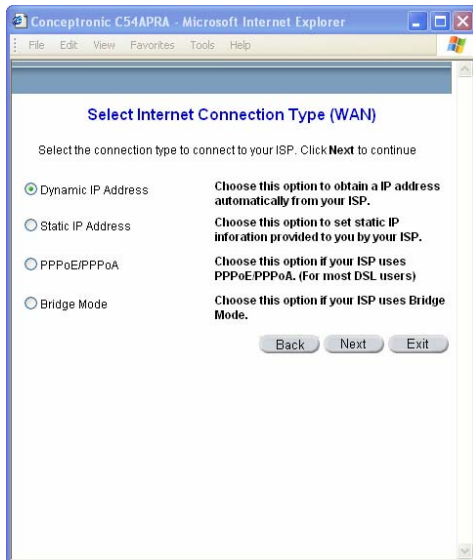 Conceptronic C54APRA - Microsoft Internet Explorer
File Edit View Favorites Tools Help
Select Internet Connection Type (WAN)
Select the connection type to connect to your ISP. Click Next to continue
Dynamic IP Address
Choose this option to obtain a IP address
automatically from your ISP.
Static IP Address
Choose this option to set static IP
inforation provided to you by your ISP.
PPPoE/PPPoA
Choose this option if your ISP uses
PPPoE/PPPoA. (For most DSL users)
Bridge Mode
Choose this option if your ISP uses Bridge
Mode.
Back Next Exit